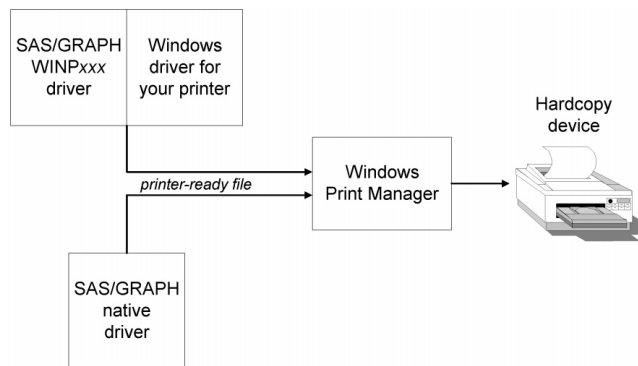 SAS/GRAPH
WINPxxx
driver
Windows
driver for
your printer
Hardcopy
device
printer-ready file
Windows
Print Manager
SAS/GRAPH
native
driver